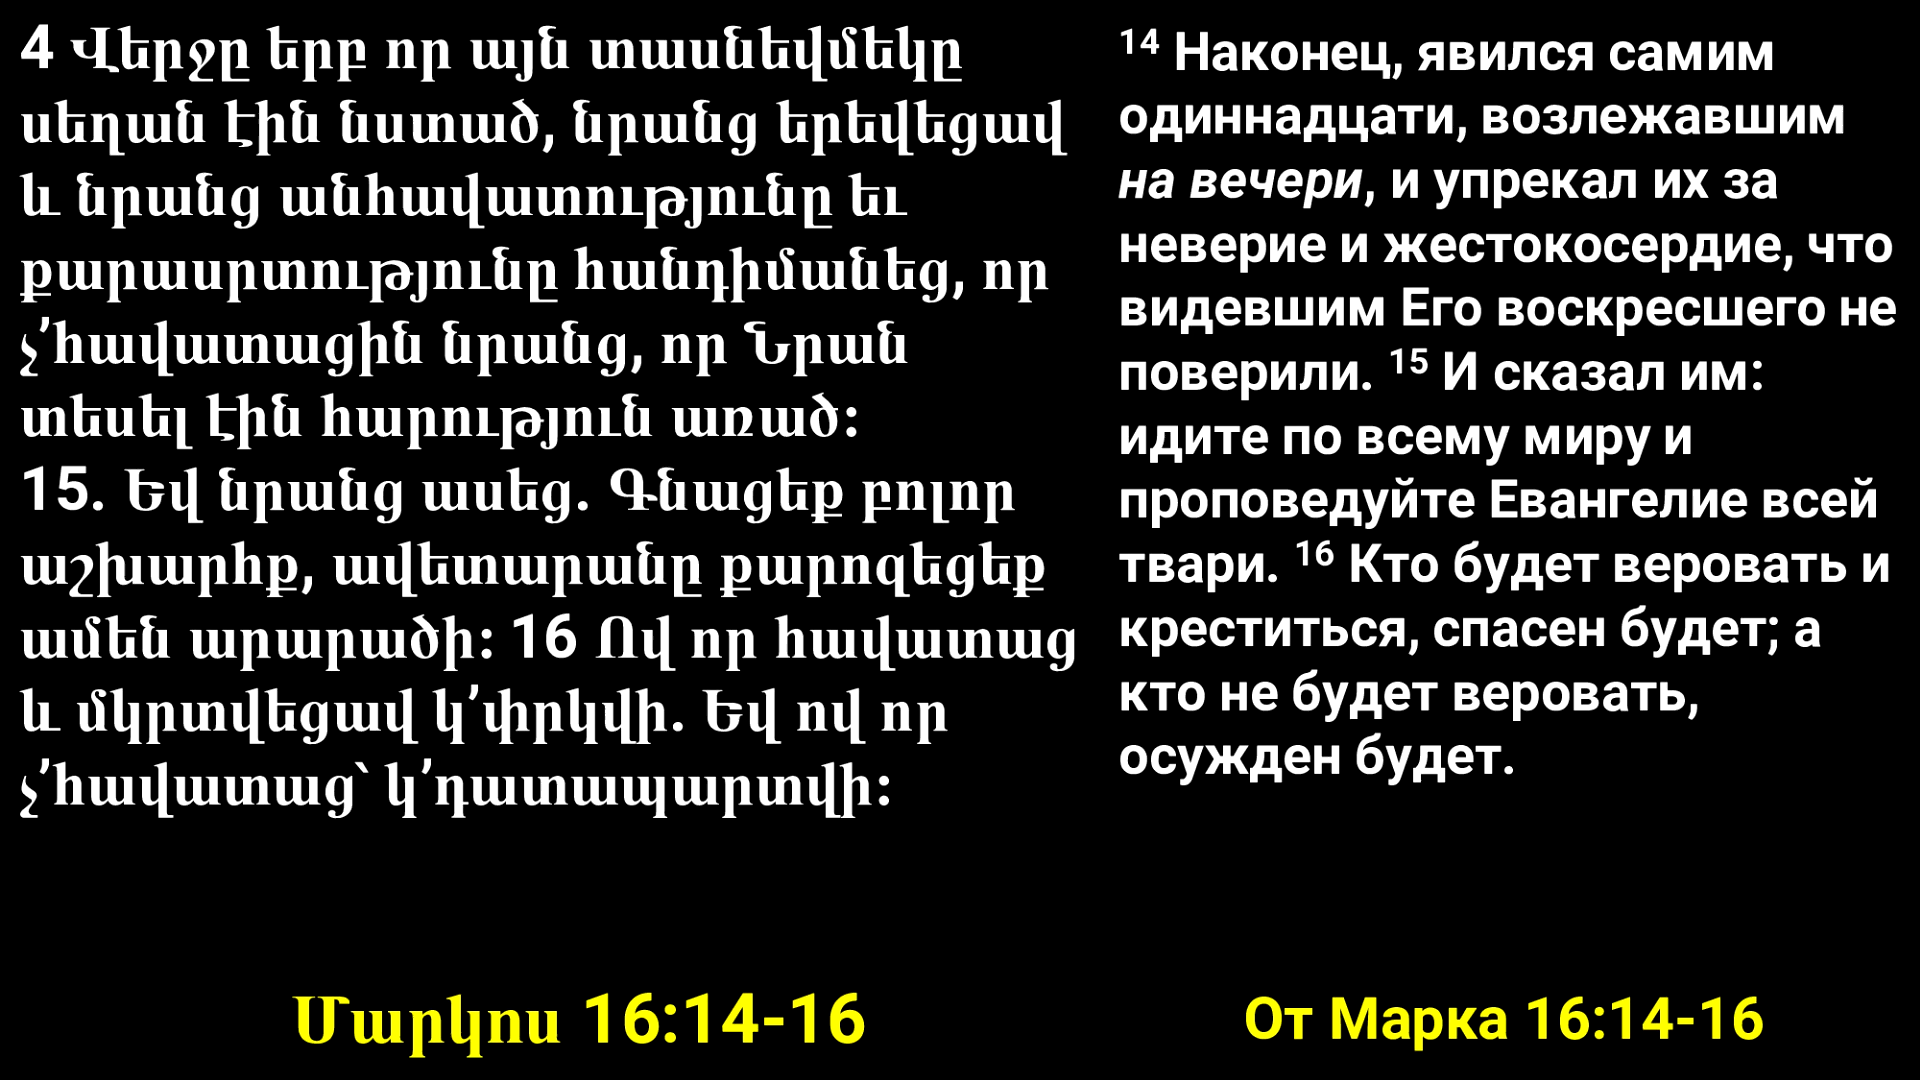 4 Վերջը երբ որ այն տասնեվմեկը
սեղան էին նստած, նրանց երեվեցավ
և նրանց անհավատությունը եւ
քարասրտությունը հանդիմանեց, որ
չ՛հավատացին նրանց, որ Նրան
տեսել էին հարություն առած:
15. Եվ նրանց ասեց. Գնացեք բոլոր
աշխարհք, ավետարանը քարոզեցեք
ամեն արարածի: 16 Ով որ հավատաց
և մկրտվեցավ կ՛փրկվի. Եվ ով որ
չ՛հավատաց՝ կ՛դատապարտվի:
Մարկոս 16:14-16
14 Наконец, явился самим
одиннадцати, возлежавшим
на вечери, и упрекал их за
неверие и жестокосердие, что
видевшим Его воскресшего не
поверили. 15 И сказал им:
идите по всему миру и
проповедуйте Евангелие всей
твари. 16 Кто будет веровать и
креститься, спасен будет; а
кто не будет веровать,
осужден будет.
От Марка 16:14-16